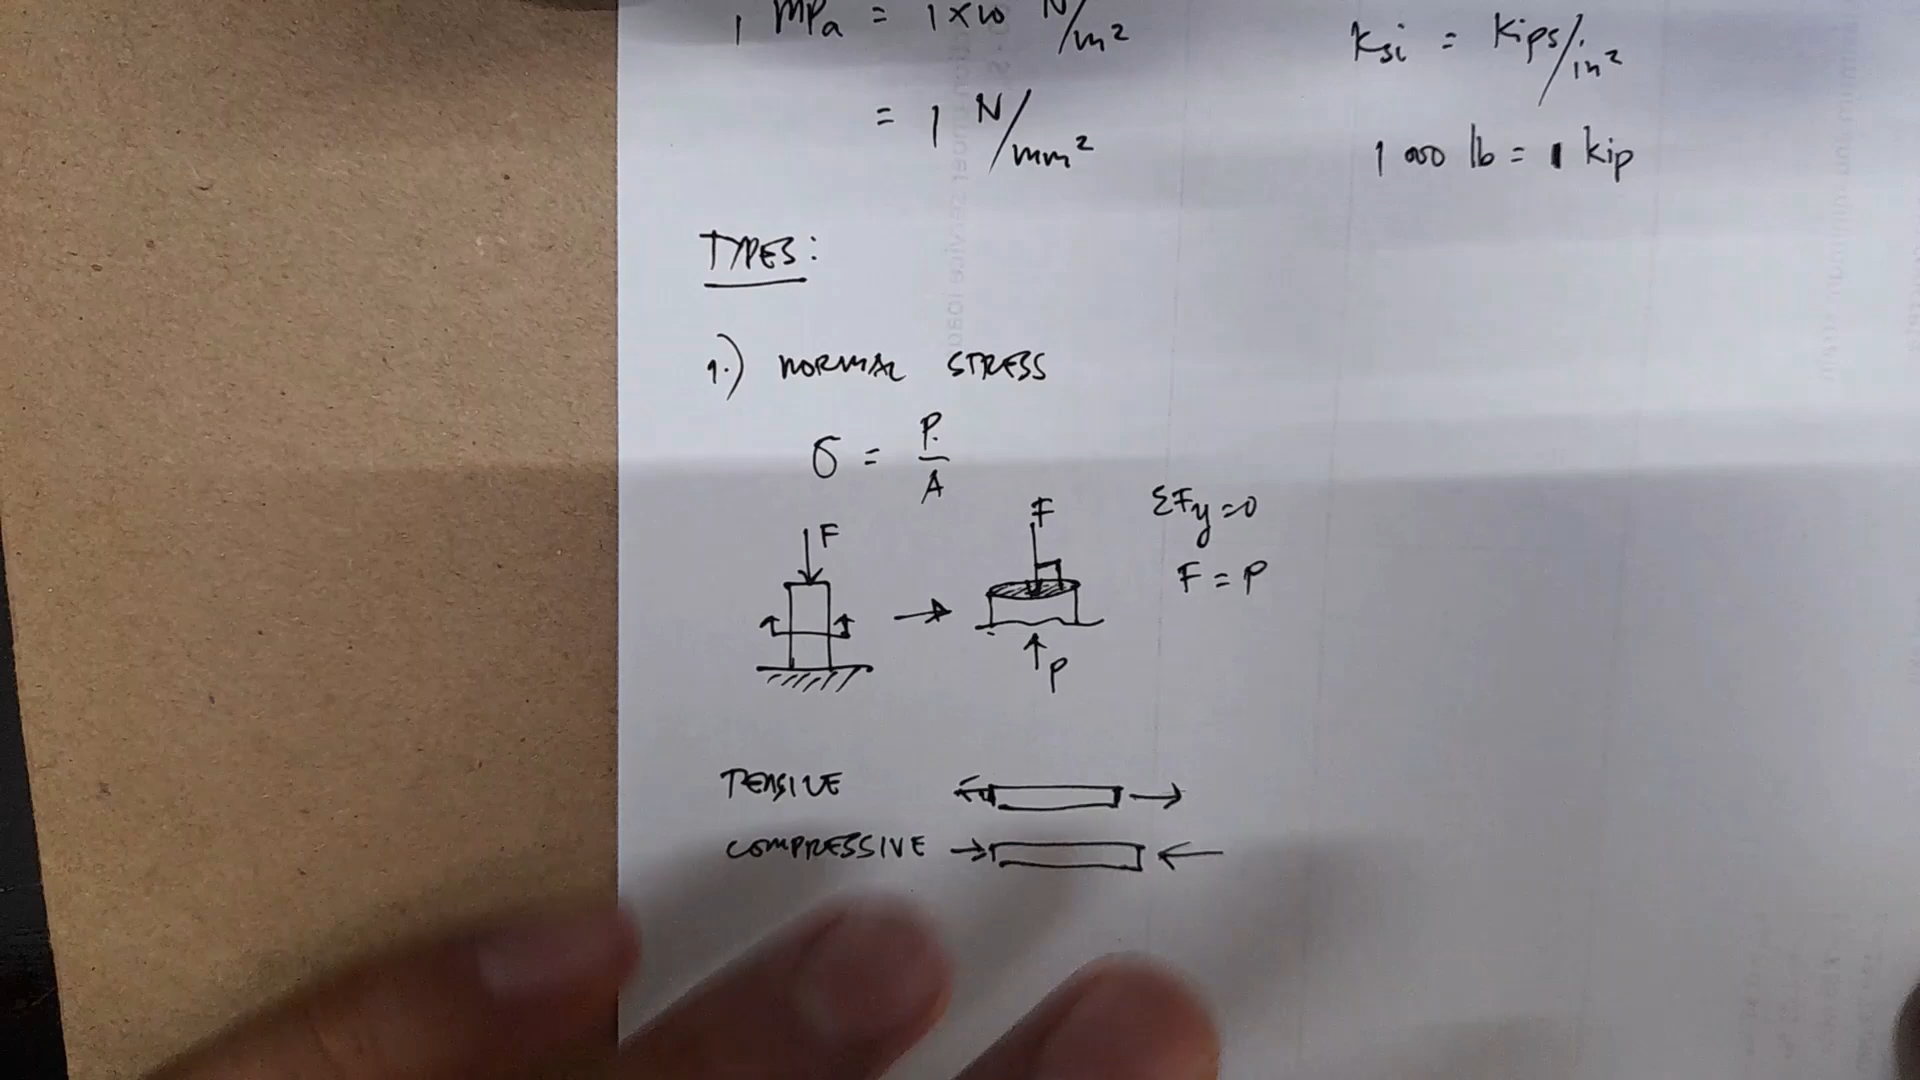 1 MPa = 1 x 10 N/m²
= 1 N/mm²
ksi = kips/in²
1 000 lb = 1 kip
TYPES:
1.) NORMAL STRESS
σ = P/A
F
F
P
ΣFy = 0
F = P
TENSIVE
COMPRESSIVE